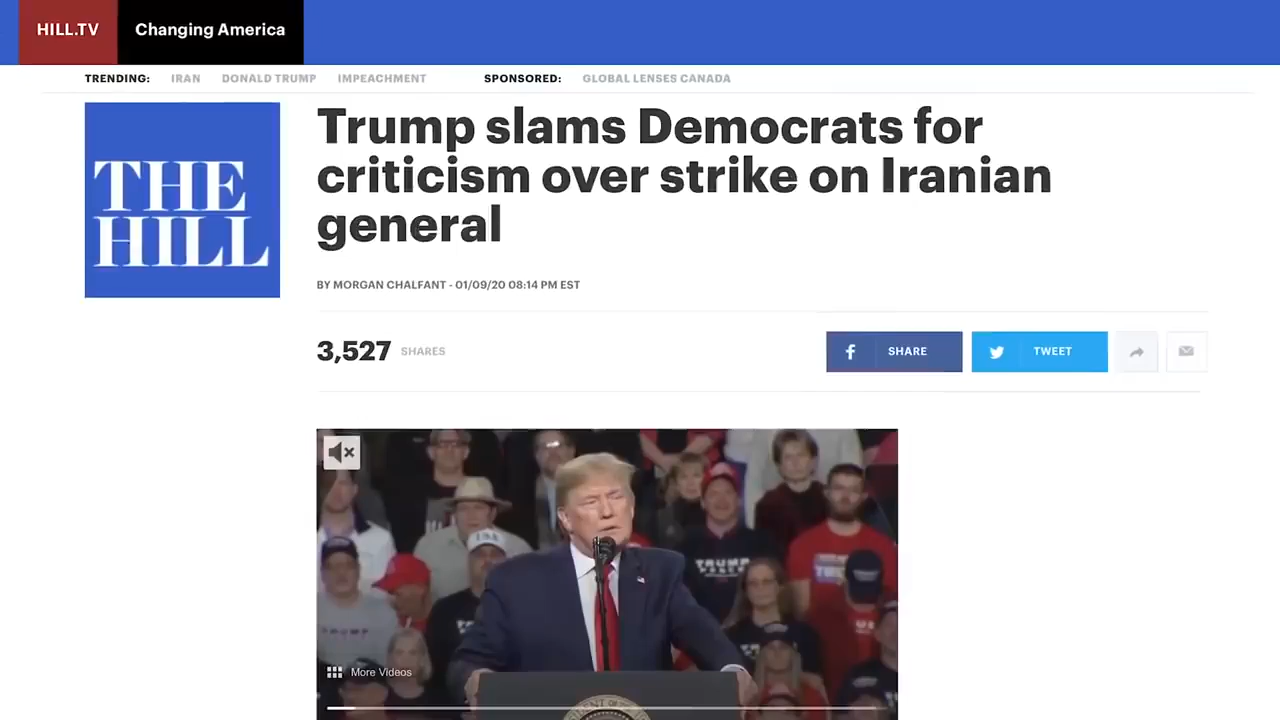 HILL.TV
Changing America
TRENDING: IRAN DONALD TRUMP IMPEACHMENT SPONSORED: GLOBAL LENSES CANADA
THE
HILL
Trump slams Democrats for
criticism over strike on Iranian
general
BY MORGAN CHALFANT - 01/09/20 08:14 PM EST
3,527 SHARES
SHARE
TWEET
TRUMP
More Videos